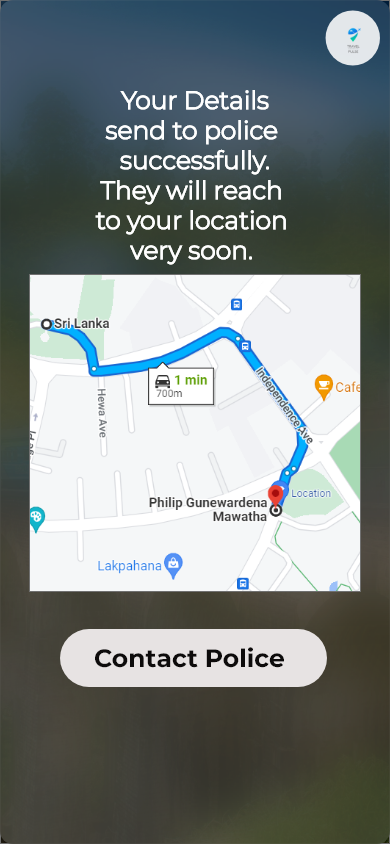 Your Details
send to police
successfully.
They will reach
to your location
very soon.
Sri Lanka
1 min
700m
Hewa Ave
Independence Ave
Cafe
Philip Gunewardena
Mawatha
Location
Lakpahana
Contact Police